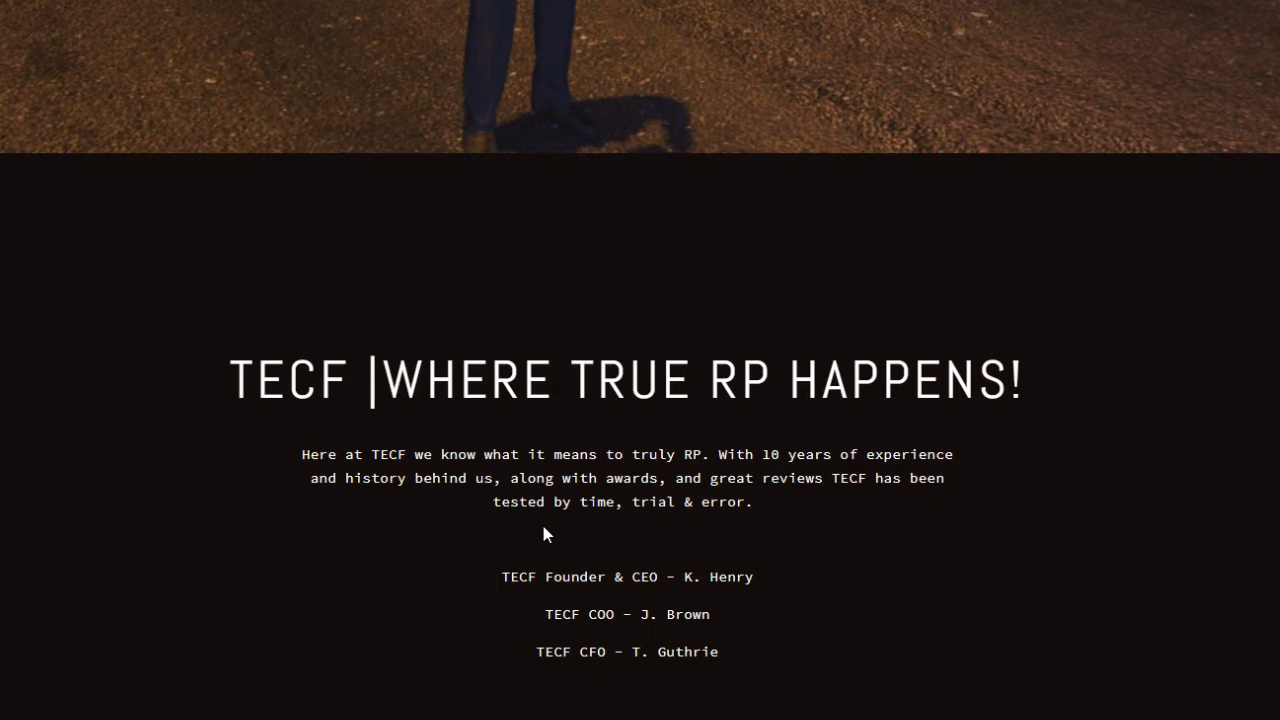 TECF |WHERE TRUE RP HAPPENS!
Here at TECF we know what it means to truly RP. With 10 years of experience
and history behind us, along with awards, and great reviews TECF has been
tested by time, trial & error.
TECF Founder & CEO - K. Henry
TECF COO - J. Brown
TECF CFO - T. Guthrie